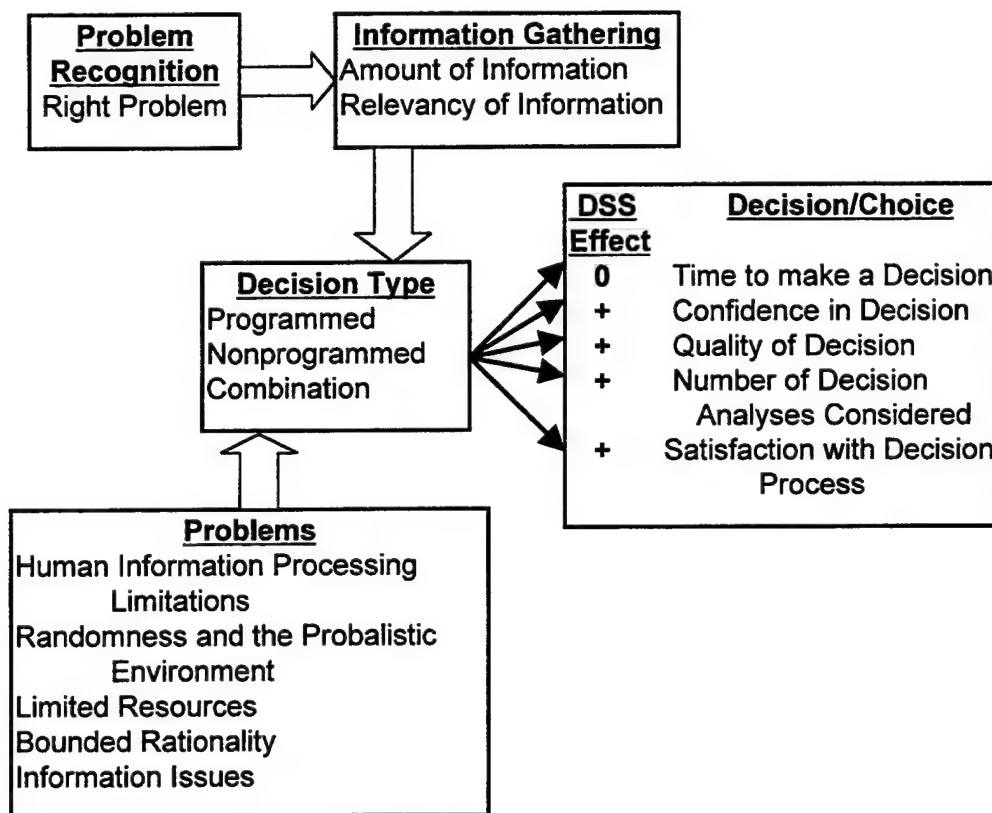 Problem
Recognition
Right Problem
Information Gathering
Amount of Information
Relevancy of Information
Decision Type
Programmed
Nonprogrammed
Combination
DSS Decision/Choice
Effect
0 Time to make a Decision
+ Confidence in Decision
+ Quality of Decision
+ Number of Decision
Analyses Considered
+ Satisfaction with Decision
Process
Problems
Human Information Processing
Limitations
Randomness and the Probalistic
Environment
Limited Resources
Bounded Rationality
Information Issues